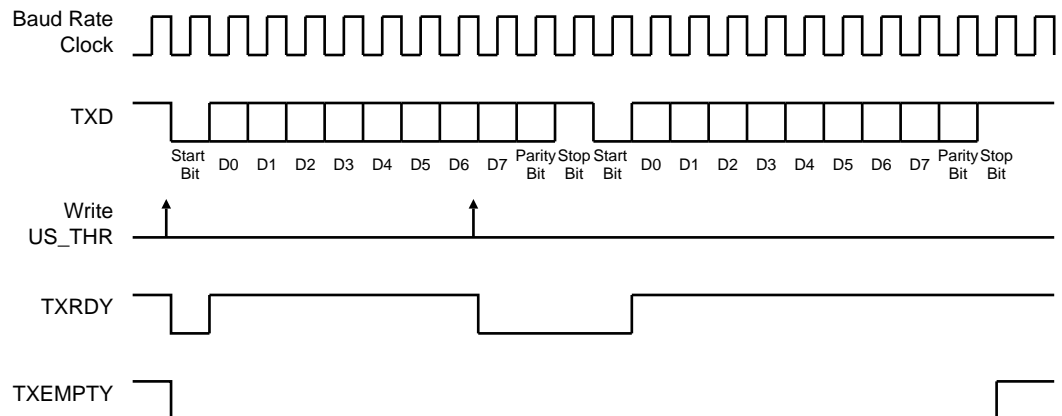 Baud Rate
Clock
TXD
Start
Bit D0 D1 D2 D3 D4 D5 D6 D7 Parity
Bit Stop
Bit Start
Bit D0 D1 D2 D3 D4 D5 D6 D7 Parity
Bit Stop
Bit
Write
US_THR
TXRDY
TXEMPTY